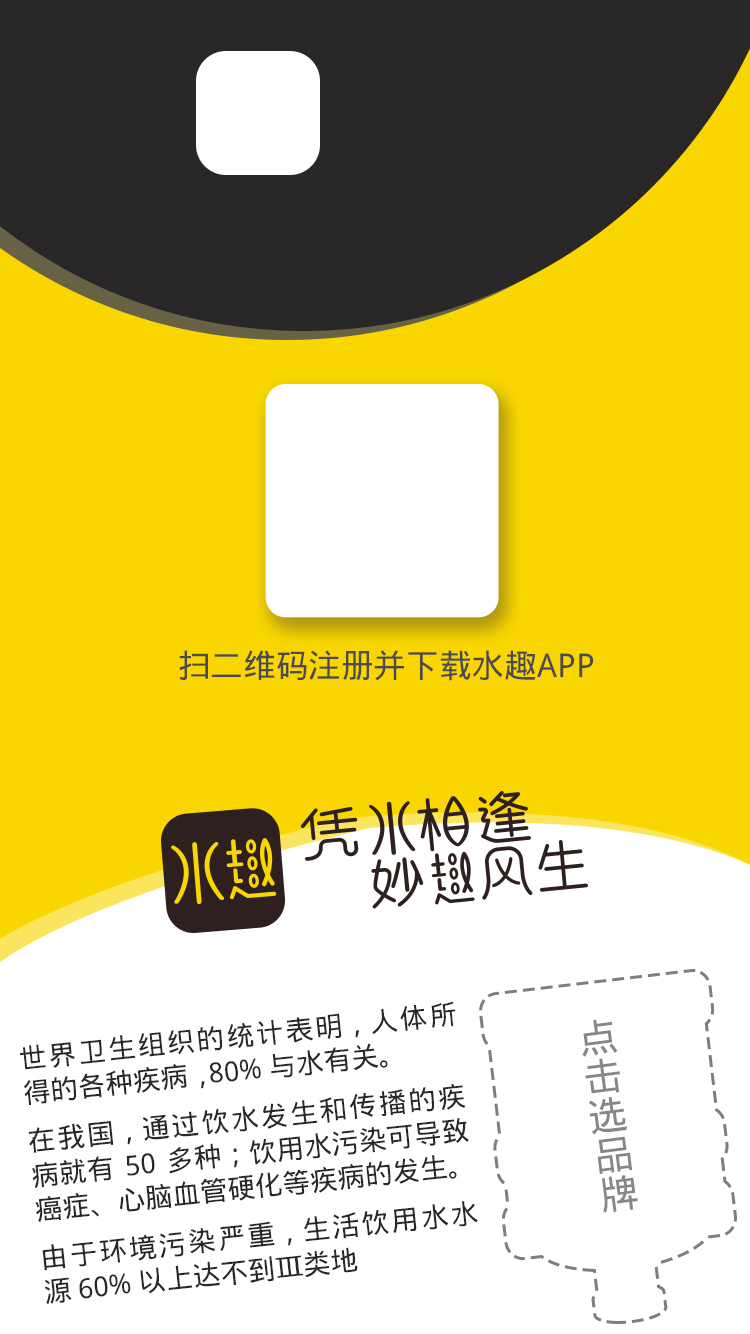 扫二维码注册并下载水趣APP
水趣
凭水相逢
妙趣风生
世界卫生组织的统计表明，人体所
得的各种疾病 ,80% 与水有关。
在我国，通过饮水发生和传播的疾
病就有 50 多种；饮用水污染可导致
癌症、心脑血管硬化等疾病的发生。
由于环境污染严重，生活饮用水水
源 60% 以上达不到Ⅲ类地
点击选品牌